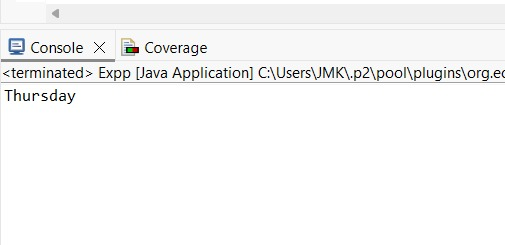 Console Coverage
<terminated> Expp [Java Application] C:\Users\JMK\.p2\pool\plugins\org.ec
Thursday